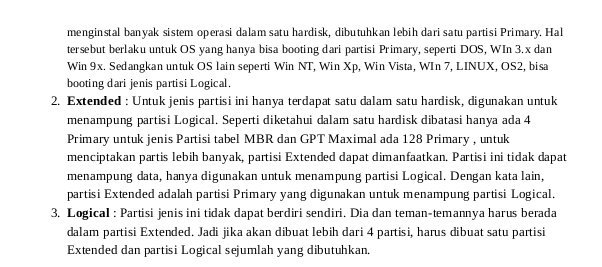 menginstal banyak sistem operasi dalam satu hardisk, dibutuhkan lebih dari satu partisi Primary. Hal
tersebut berlaku untuk OS yang hanya bisa booting dari partisi Primary, seperti DOS, WIn 3.x dan
Win 9x. Sedangkan untuk OS lain seperti Win NT, Win Xp, Win Vista, WIn 7, LINUX, OS2, bisa
booting dari jenis partisi Logical.
2. Extended : Untuk jenis partisi ini hanya terdapat satu dalam satu hardisk, digunakan untuk
menampung partisi Logical. Seperti diketahui dalam satu hardisk dibatasi hanya ada 4
Primary untuk jenis Partisi tabel MBR dan GPT Maximal ada 128 Primary , untuk
menciptakan partis lebih banyak, partisi Extended dapat dimanfaatkan. Partisi ini tidak dapat
menampung data, hanya digunakan untuk menampung partisi Logical. Dengan kata lain,
partisi Extended adalah partisi Primary yang digunakan untuk menampung partisi Logical.
3. Logical : Partisi jenis ini tidak dapat berdiri sendiri. Dia dan teman-temannya harus berada
dalam partisi Extended. Jadi jika akan dibuat lebih dari 4 partisi, harus dibuat satu partisi
Extended dan partisi Logical sejumlah yang dibutuhkan.